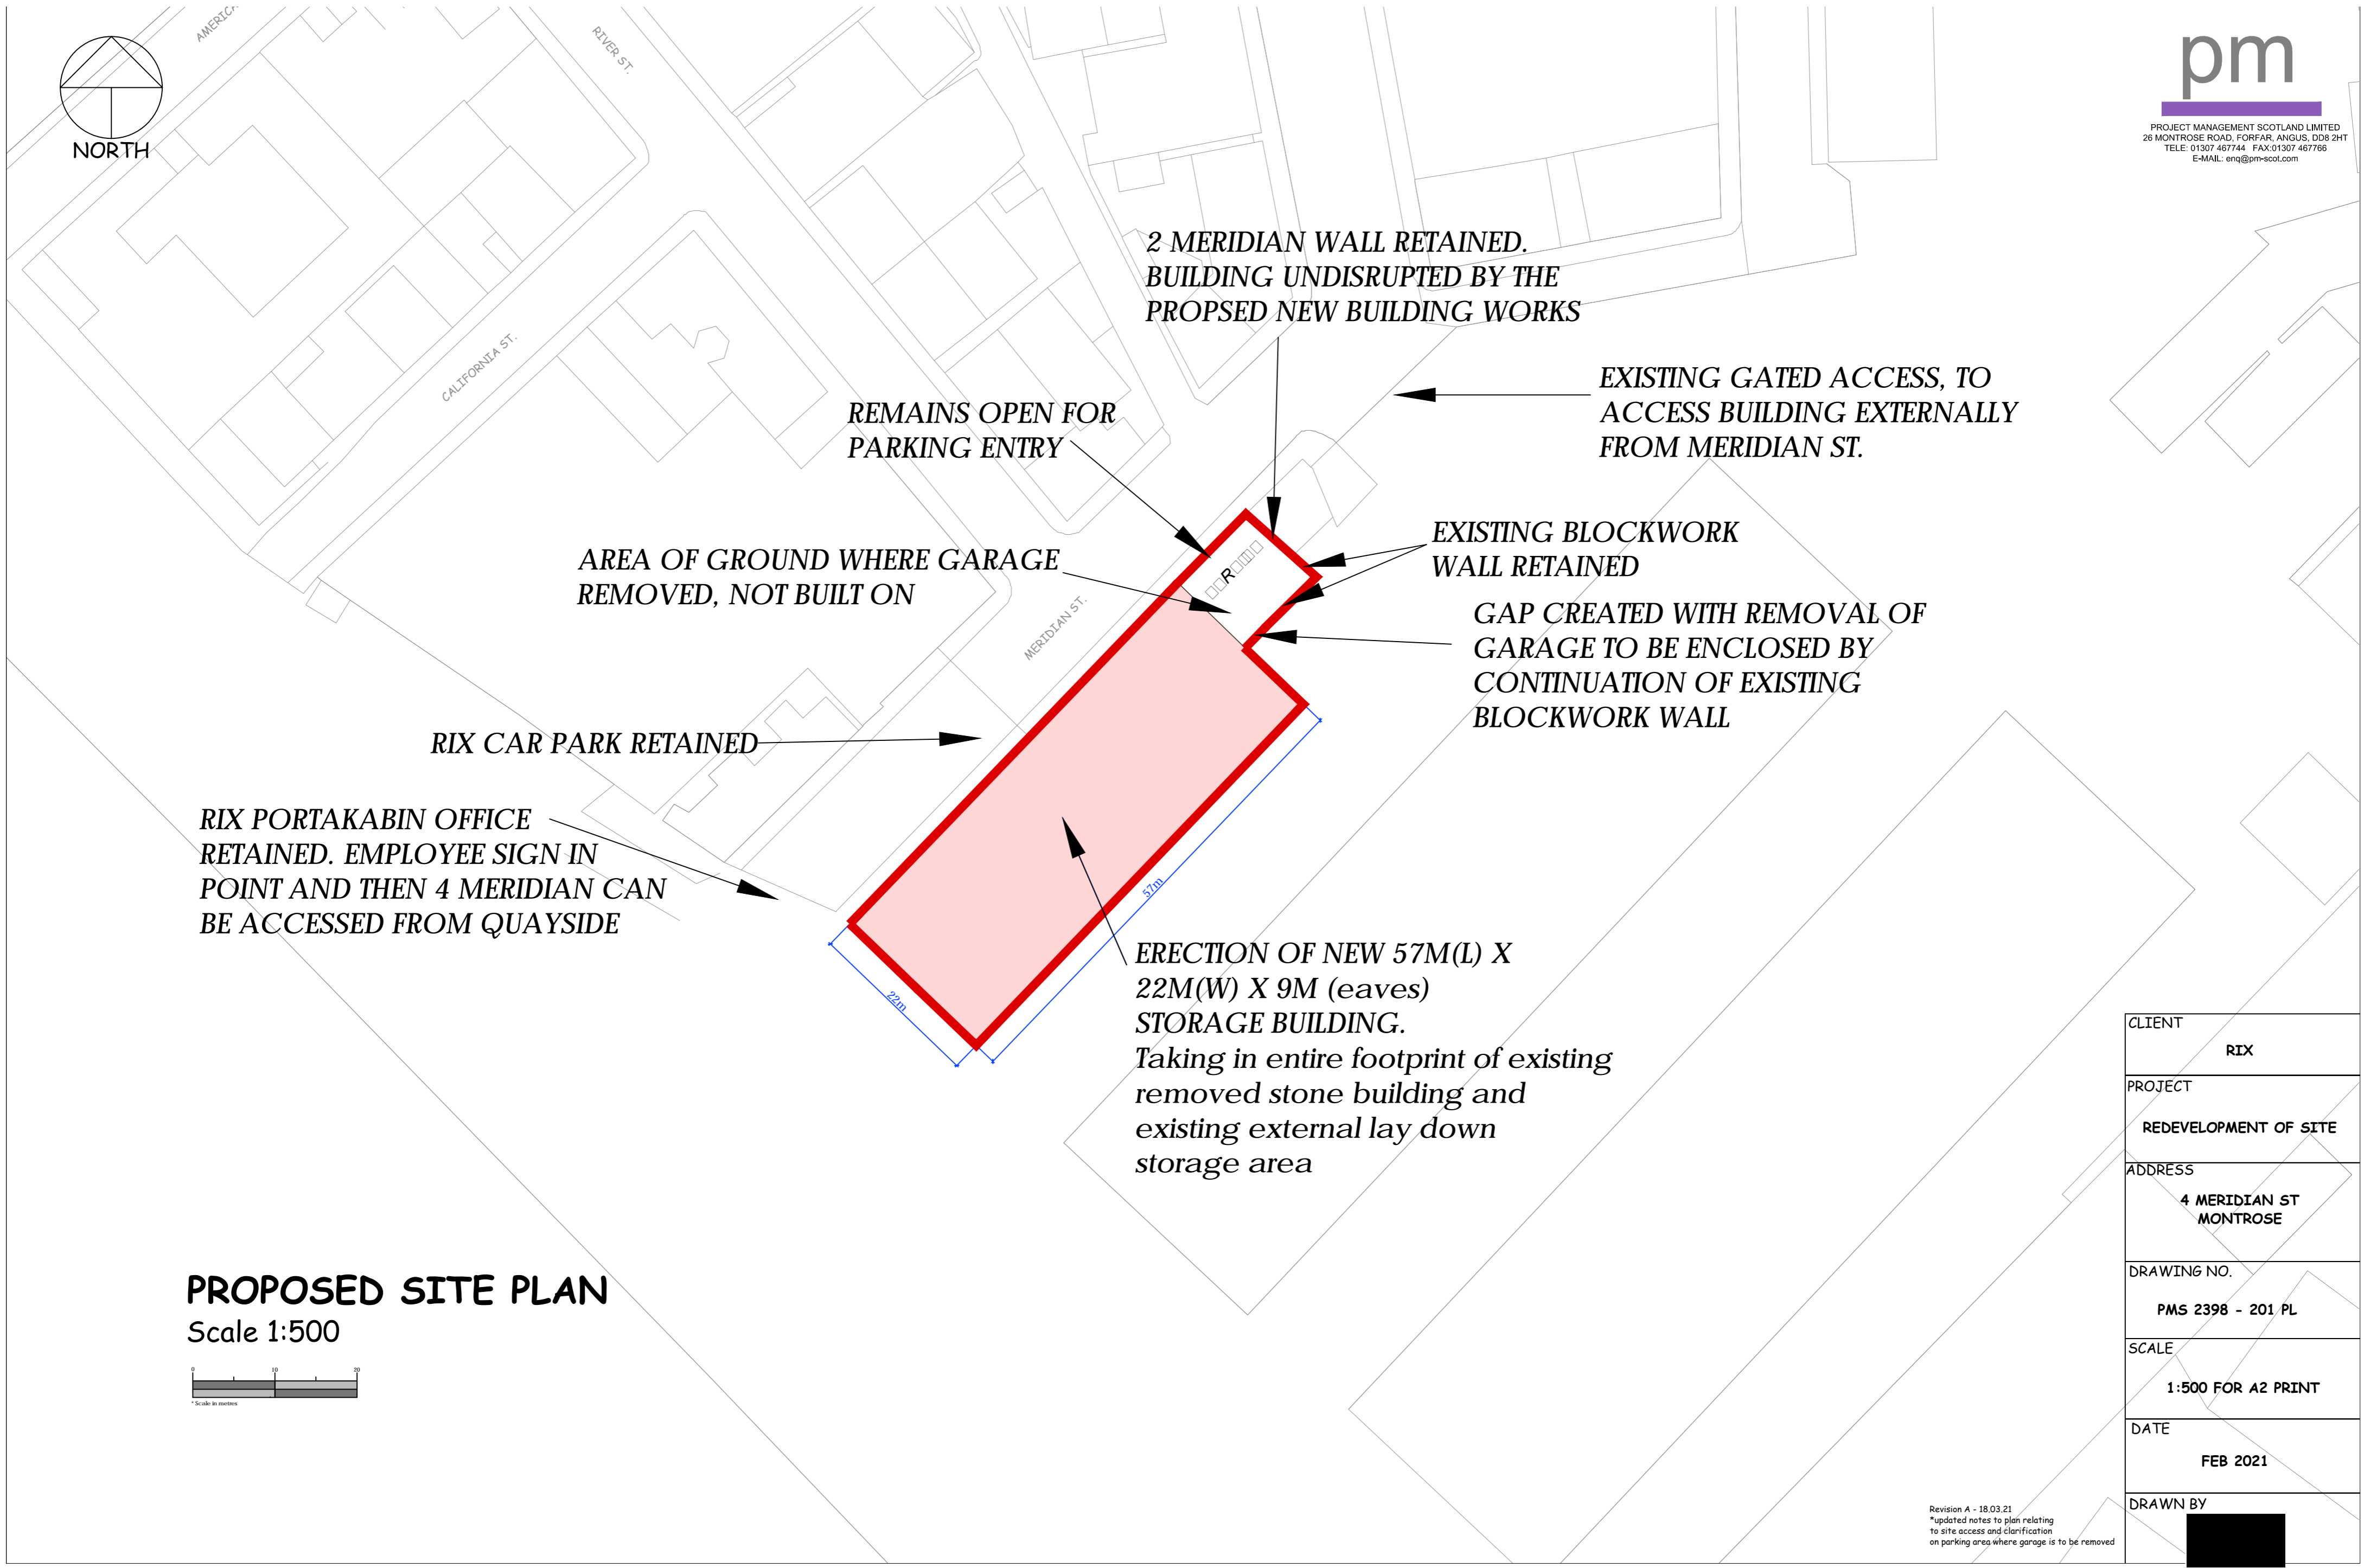 AMERICA
RIVER ST.
NORTH
pm
PROJECT MANAGEMENT SCOTLAND LIMITED
26 MONTROSE ROAD, FORFAR, ANGUS, DD8 2HT
TELE: 01307 467744 FAX:01307 467766
E-MAIL: enq@pm-scot.com
2 MERIDIAN WALL RETAINED.
BUILDING UNDISRUPTED BY THE
PROPSED NEW BUILDING WORKS
CALIFORNIA ST.
EXISTING GATED ACCESS, TO
ACCESS BUILDING EXTERNALLY
FROM MERIDIAN ST.
REMAINS OPEN FOR
PARKING ENTRY
EXISTING BLOCKWORK
WALL RETAINED
AREA OF GROUND WHERE GARAGE
REMOVED, NOT BUILT ON
R
MERIDIAN ST.
GAP CREATED WITH REMOVAL OF
GARAGE TO BE ENCLOSED BY
CONTINUATION OF EXISTING
BLOCKWORK WALL
RIX CAR PARK RETAINED
RIX PORTAKABIN OFFICE
RETAINED. EMPLOYEE SIGN IN
POINT AND THEN 4 MERIDIAN CAN
BE ACCESSED FROM QUAYSIDE
57m
22m
ERECTION OF NEW 57M(L) X
22M(W) X 9M (eaves)
STORAGE BUILDING.
Taking in entire footprint of existing
removed stone building and
existing external lay down
storage area
PROPOSED SITE PLAN
Scale 1:500
0 10 20
* Scale in metres
CLIENT
RIX
PROJECT
REDEVELOPMENT OF SITE
ADDRESS
4 MERIDIAN ST
MONTROSE
DRAWING NO.
PMS 2398 - 201 PL
SCALE
1:500 FOR A2 PRINT
DATE
FEB 2021
DRAWN BY
Revision A - 18.03.21
*updated notes to plan relating
to site access and clarification
on parking area where garage is to be removed